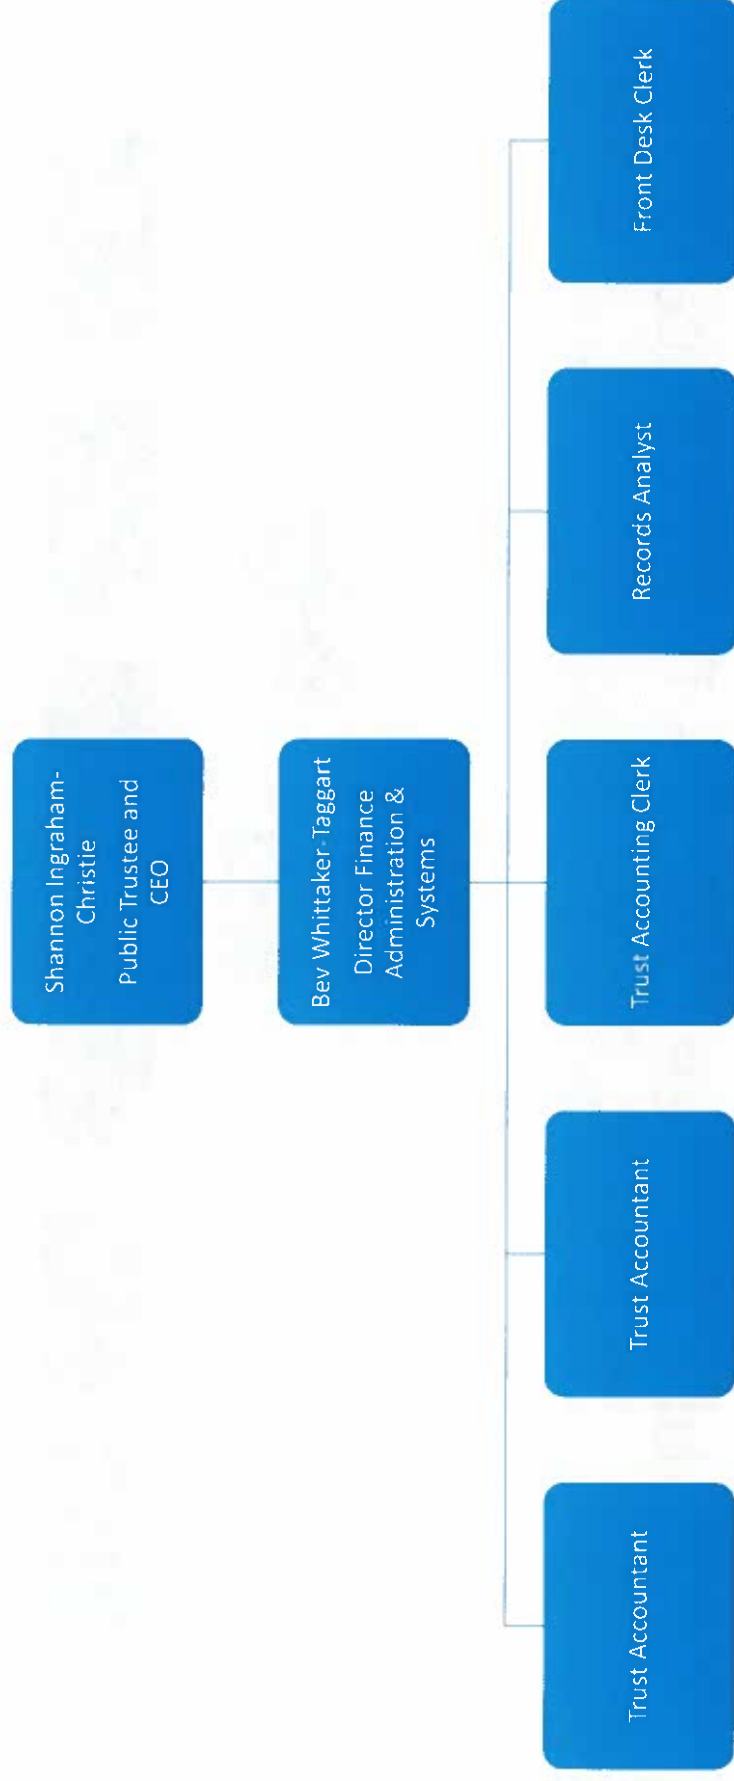 Shannon Ingraham-
Christie
Public Trustee and
CEO
Bev Whittaker-Taggart
Director Finance
Administration &
Systems
Trust Accountant
Trust Accountant
Trust Accounting Clerk
Records Analyst
Front Desk Clerk